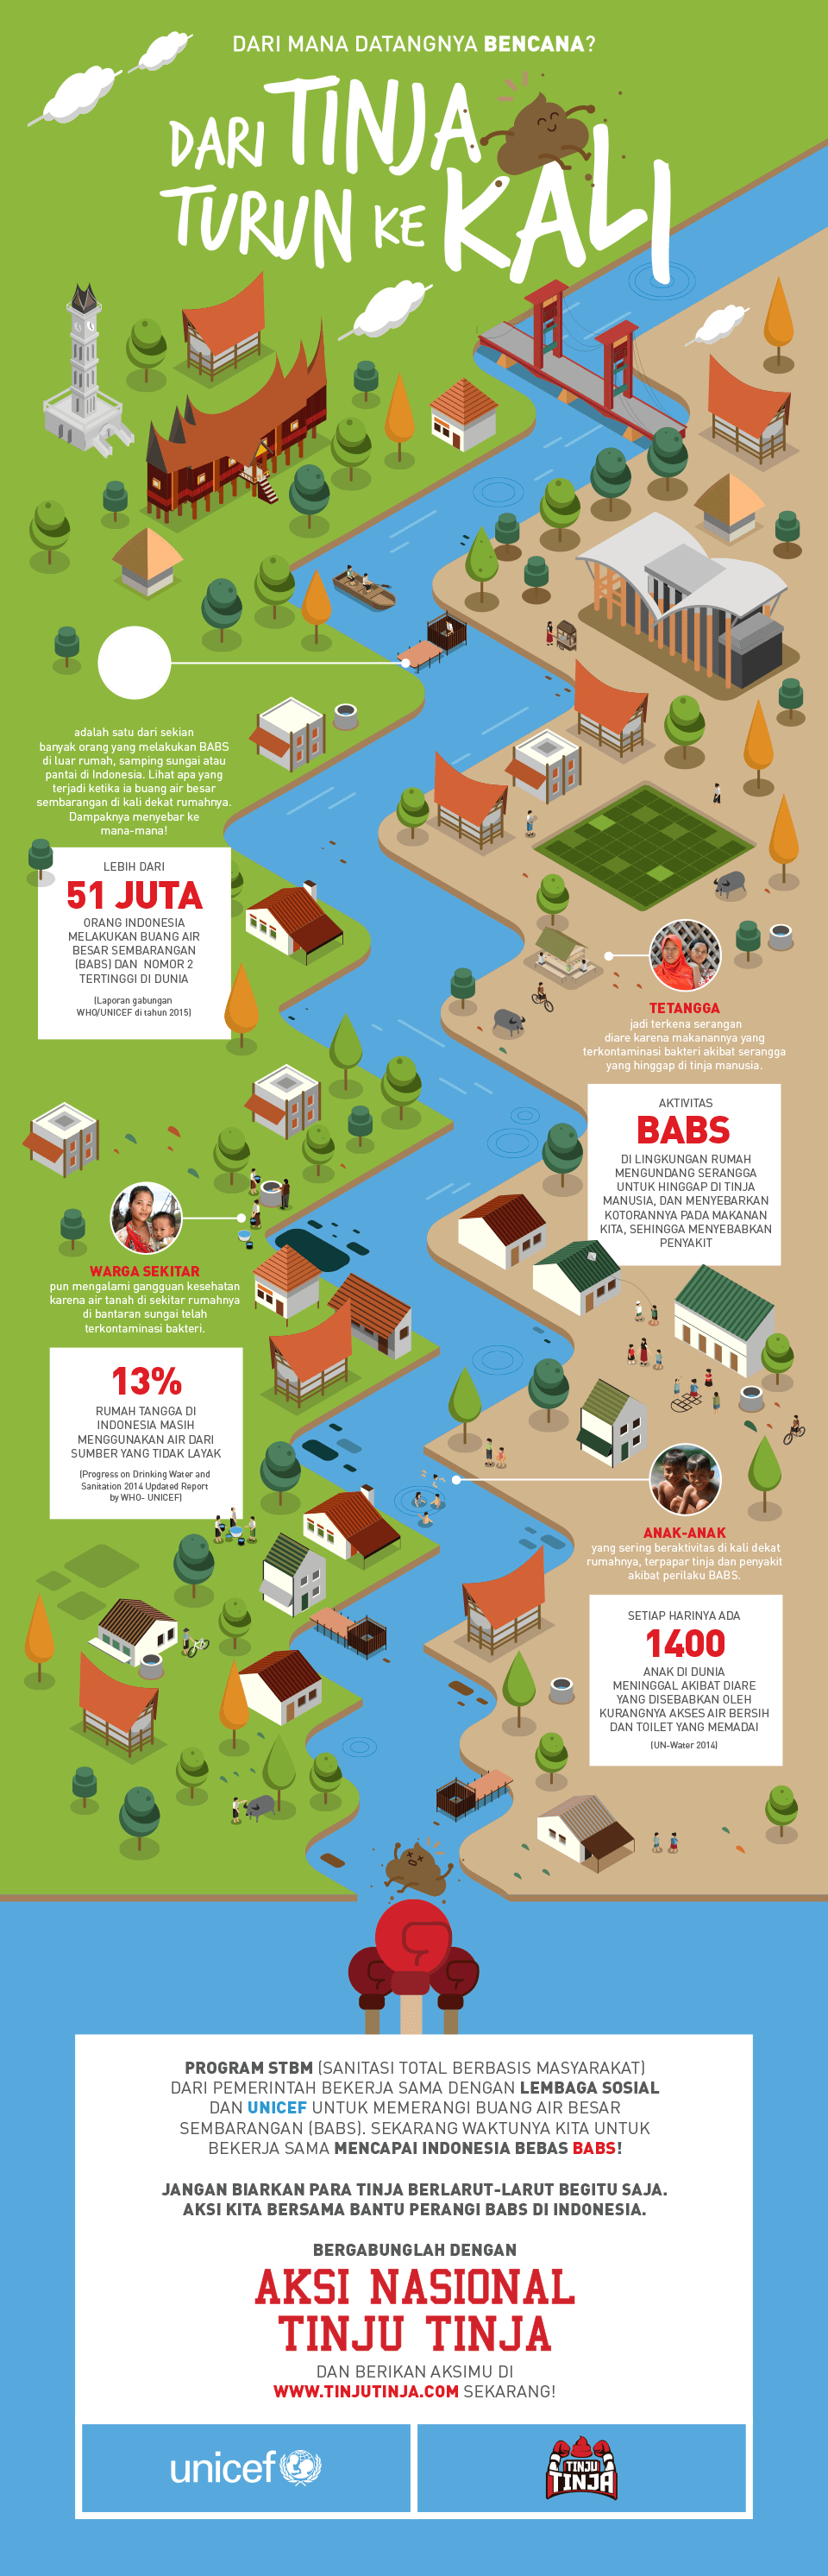 DARI MANA DATANGNYA BENCANA?
DARI TINJA
TURUN KE KALI
adalah satu dari sekian
banyak orang yang melakukan BABS
di luar rumah, samping sungai atau
pantai di Indonesia. Lihat apa yang
terjadi ketika ia buang air besar
sembarangan di kali dekat rumahnya.
Dampaknya menyebar ke
mana-mana!
LEBIH DARI
51 JUTA
ORANG INDONESIA
MELAKUKAN BUANG AIR
BESAR SEMBARANGAN
(BABS) DAN NOMOR 2
TERTINGGI DI DUNIA
(Laporan gabungan
WHO/UNICEF di tahun 2015)
TETANGGA
jadi terkena serangan
diare karena makanannya yang
terkontaminasi bakteri akibat serangga
yang hinggap di tinja manusia.
AKTIVITAS
BABS
DI LINGKUNGAN RUMAH
MENGUNDANG SERANGGA
UNTUK HINGGAP DI TINJA
MANUSIA, DAN MENYEBARKAN
KOTORANNYA PADA MAKANAN
KITA, SEHINGGA MENYEBABKAN
PENYAKIT
WARGA SEKITAR
pun mengalami gangguan kesehatan
karena air tanah di sekitar rumahnya
di bantaran sungai telah
terkontaminasi bakteri.
13%
RUMAH TANGGA DI
INDONESIA MASIH
MENGGUNAKAN AIR DARI
SUMBER YANG TIDAK LAYAK
(Progress on Drinking Water and
Sanitation 2014 Updated Report
by WHO- UNICEF)
ANAK-ANAK
yang sering beraktivitas di kali dekat
rumahnya, terpapar tinja dan penyakit
akibat perilaku BABS.
SETIAP HARINYA ADA
1400
ANAK DI DUNIA
MENINGGAL AKIBAT DIARE
YANG DISEBABKAN OLEH
KURANGNYA AKSES AIR BERSIH
DAN TOILET YANG MEMADAI
(UN-Water 2014)
PROGRAM STBM (SANITASI TOTAL BERBASIS MASYARAKAT)
DARI PEMERINTAH BEKERJA SAMA DENGAN LEMBAGA SOSIAL
DAN UNICEF UNTUK MEMERANGI BUANG AIR BESAR
SEMBARANGAN (BABS). SEKARANG WAKTUNYA KITA UNTUK
BEKERJA SAMA MENCAPAI INDONESIA BEBAS BABS!
JANGAN BIARKAN PARA TINJA BERLARUT-LARUT BEGITU SAJA.
AKSI KITA BERSAMA BANTU PERANGI BABS DI INDONESIA.
BERGABUNGLAH DENGAN
AKSI NASIONAL
TINJU TINJA
DAN BERIKAN AKSIMU DI
WWW.TINJUTINJA.COM SEKARANG!
unicef
TINJU
TINJA